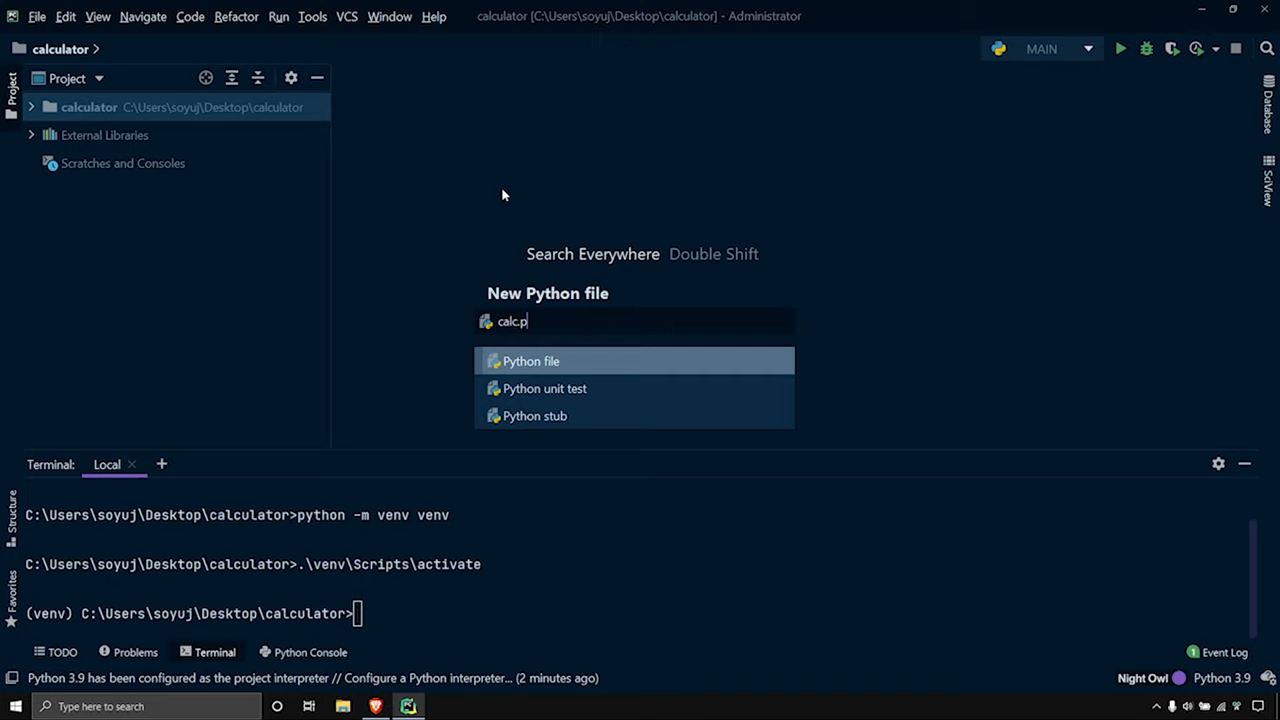 File Edit View Navigate Code Refactor Run Tools VCS Window Help calculator [C:\Users\soyuj\Desktop\calculator] - Administrator
calculator MAIN
Project Project
calculator C:\Users\soyuj\Desktop\calculator
External Libraries
Scratches and Consoles
Database
SciView
Search Everywhere Double Shift
New Python file
calc.p
Python file
Python unit test
Python stub
Terminal: Local
Structure
Favorites
C:\Users\soyuj\Desktop\calculator>python -m venv venv
C:\Users\soyuj\Desktop\calculator>.\venv\Scripts\activate
(venv) C:\Users\soyuj\Desktop\calculator>
TODO Problems Terminal Python Console 1 Event Log
Python 3.9 has been configured as the project interpreter // Configure a Python interpreter... (2 minutes ago) Night Owl Python 3.9
Type here to search